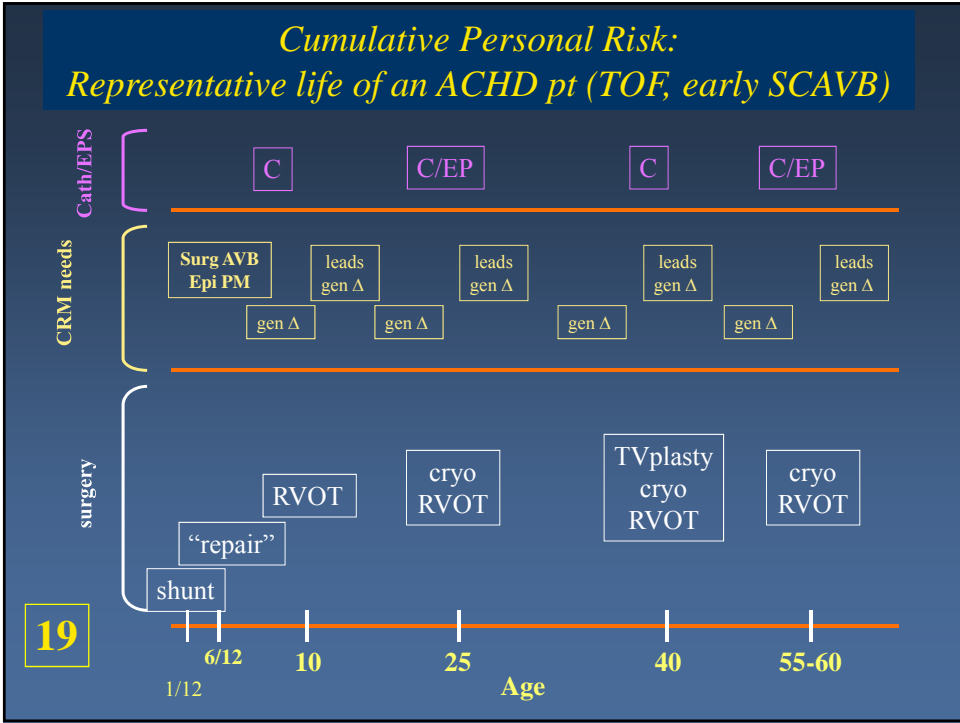 Cumulative Personal Risk:
Representative life of an ACHD pt (TOF, early SCAVB)
Cath/EPS
C
C/EP
C
C/EP
CRM needs
Surg AVB
Epi PM
leads
gen Δ
leads
gen Δ
leads
gen Δ
leads
gen Δ
gen Δ
gen Δ
gen Δ
gen Δ
surgery
TVplasty
cryo
RVOT
cryo
RVOT
cryo
RVOT
RVOT
“repair”
shunt
19
1/12
6/12
10
25
40
55-60
Age